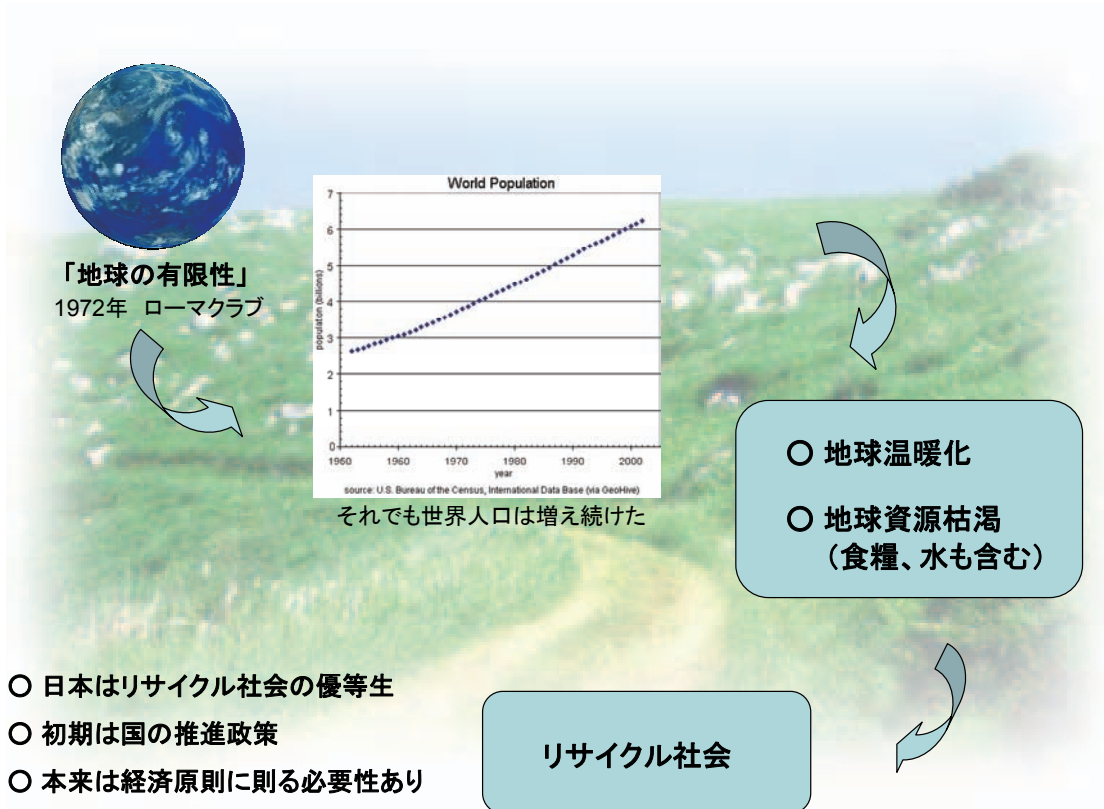 「地球の有限性」
1972年　ローマクラブ
World Population
7
6
5
4
3
2
1
0
population (billions)
1950 1960 1970 1980 1990 2000
year
source: U.S. Bureau of the Census, International Data Base (via GeoHive)
それでも世界人口は増え続けた
○ 地球温暖化
○ 地球資源枯渇
（食糧、水も含む）
○ 日本はリサイクル社会の優等生
○ 初期は国の推進政策
○ 本来は経済原則に則る必要性あり
リサイクル社会